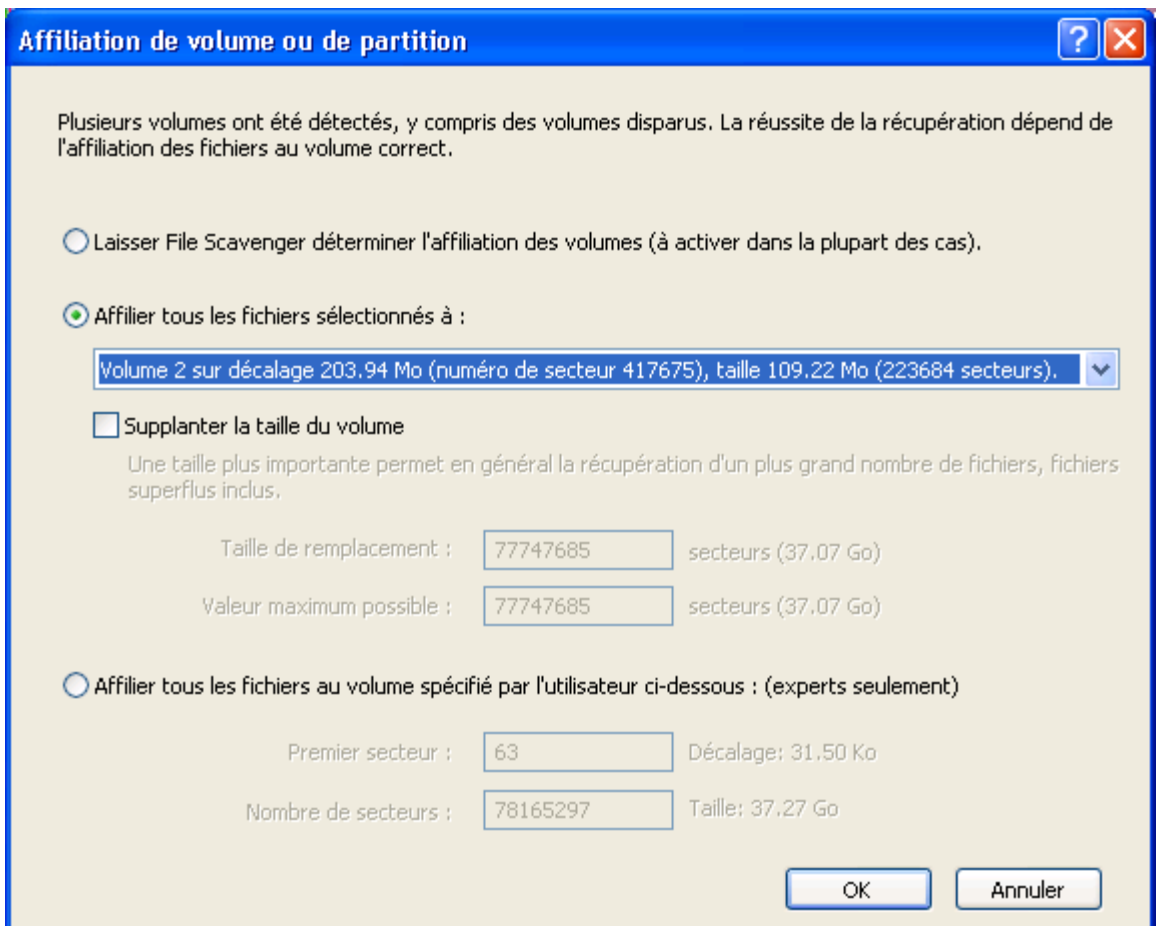 Affiliation de volume ou de partition
Plusieurs volumes ont été détectés, y compris des volumes disparus. La réussite de la récupération dépend de
l'affiliation des fichiers au volume correct.
Laisser File Scavenger déterminer l'affiliation des volumes (à activer dans la plupart des cas).
Affilier tous les fichiers sélectionnés à :
Volume 2 sur décalage 203.94 Mo (numéro de secteur 417675), taille 109.22 Mo (223684 secteurs).
Supplanter la taille du volume
Une taille plus importante permet en général la récupération d'un plus grand nombre de fichiers, fichiers
superflus inclus.
Taille de remplacement : 77747685 secteurs (37.07 Go)
Valeur maximum possible : 77747685 secteurs (37.07 Go)
Affilier tous les fichiers au volume spécifié par l'utilisateur ci-dessous : (experts seulement)
Premier secteur : 63 Décalage: 31.50 Ko
Nombre de secteurs : 78165297 Taille: 37.27 Go
OK Annuler